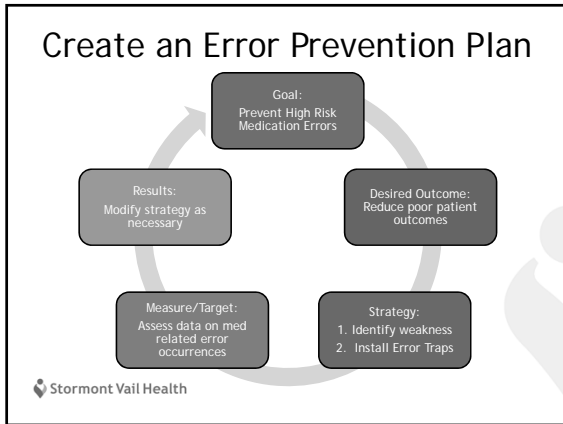 Create an Error Prevention Plan
Goal:
Prevent High Risk
Medication Errors
Desired Outcome:
Reduce poor patient
outcomes
Strategy:
1. Identify weakness
2. Install Error Traps
Measure/Target:
Assess data on med
related error
occurrences
Results:
Modify strategy as
necessary
Stormont Vail Health